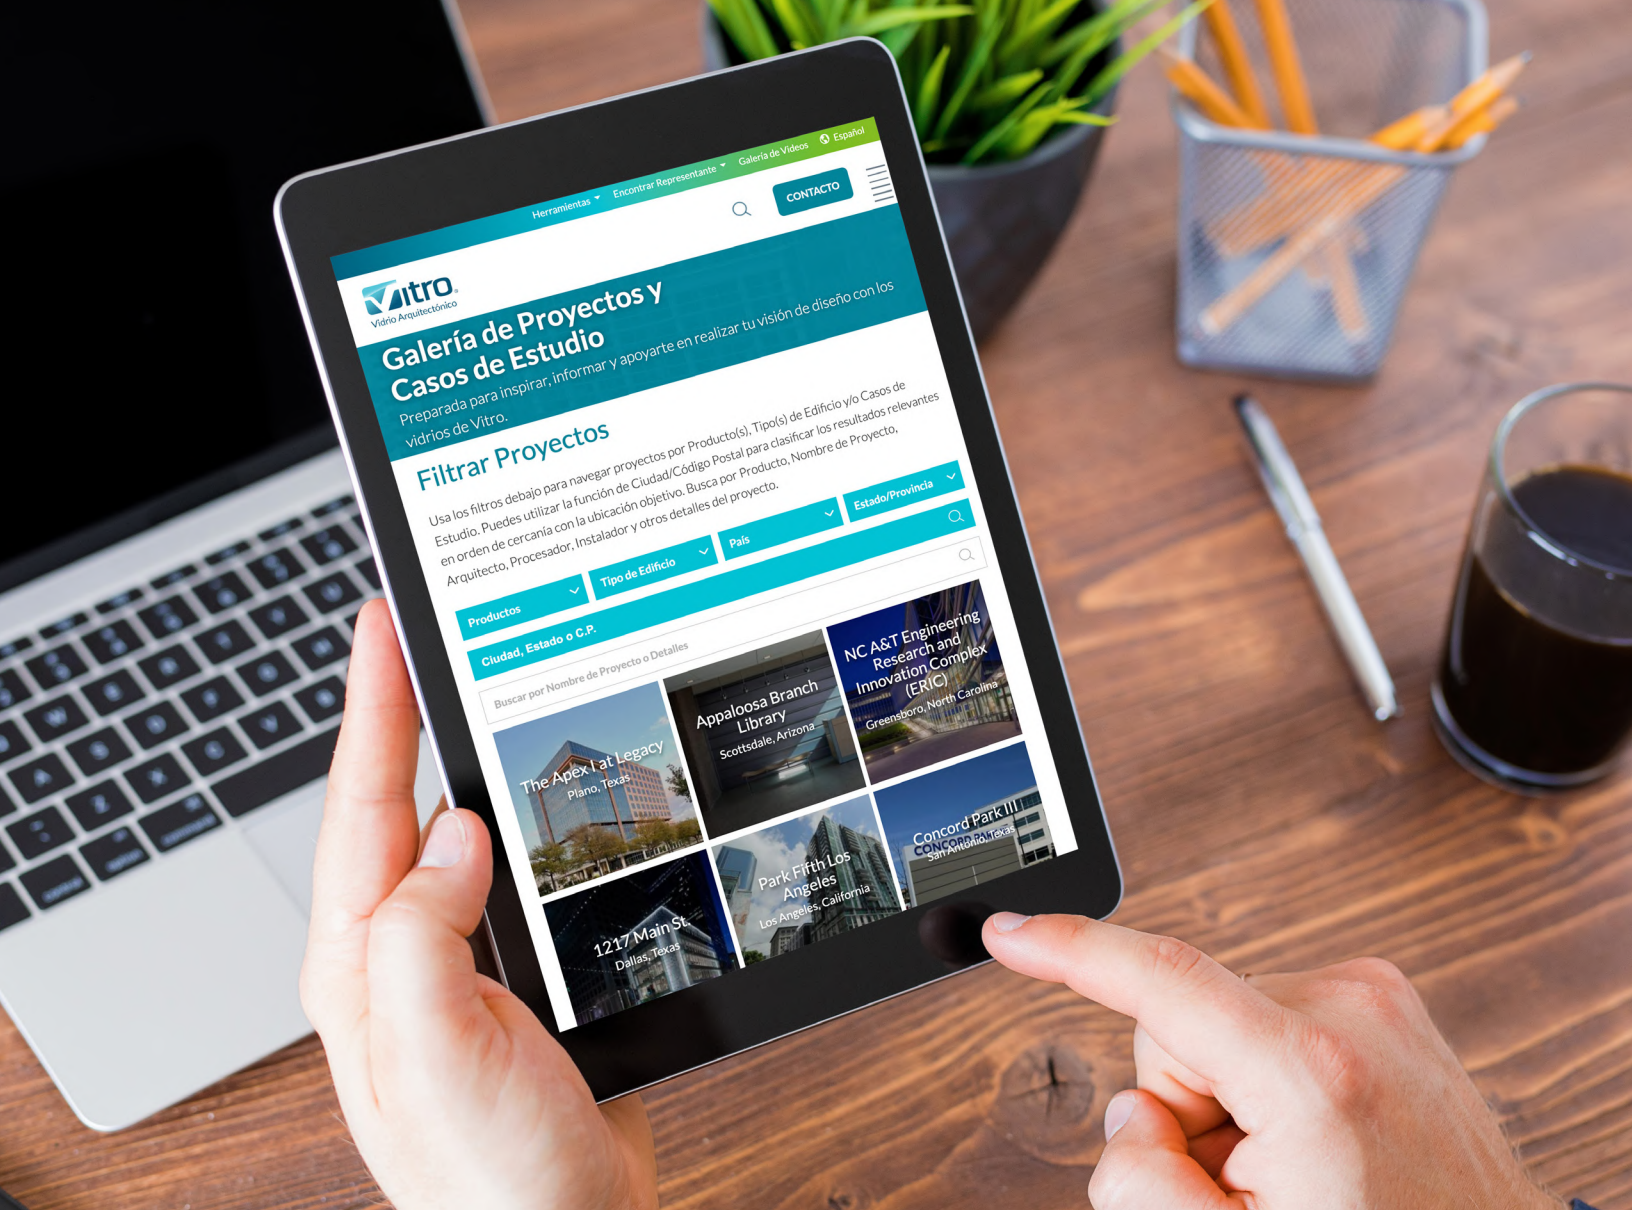 Herramientas Encontrar Representante Galería de Videos Español
CONTACTO
Vitro
Vidrio Arquitectónico
Galería de Proyectos y
Casos de Estudio
Preparada para inspirar, informar y apoyarte en realizar tu visión de diseño con los
vidrios de Vitro.
Filtrar Proyectos
Usa los filtros debajo para navegar proyectos por Producto(s), Tipo(s) de Edificio y/o Casos de
Estudio. Puedes utilizar la función de Ciudad/Código Postal para clasificar los resultados relevantes
en orden de cercanía con la ubicación objetivo. Busca por Producto, Nombre de Proyecto,
Arquitecto, Procesador, Instalador y otros detalles del proyecto.
Productos
Tipo de Edificio
País
Estado/Provincia
Ciudad, Estado o C.P.
Buscar por Nombre de Proyecto o Detalles
The Apex I at Legacy
Plano, Texas
Appaloosa Branch
Library
Scottsdale, Arizona
NC A&T Engineering
Research and
Innovation Complex
(ERIC)
Greensboro, North Carolina
1217 Main St.
Dallas, Texas
Park Fifth Los
Angeles
Los Angeles, California
Concord Park III
San Antonio, Texas